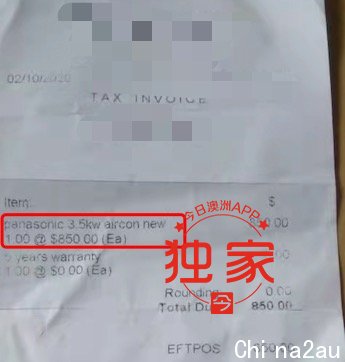 02/10/2020
TAX INVOICE
Item
$
panasonic 3.5kw aircon new
1.00 @ $850.00 (Ea)
今日澳洲APP
独家
今
5 years warranty
1.00 @ $0.00 (Ea)
Rounding 0.00
Total Du 850.00
EFTPOS
Chi na2au